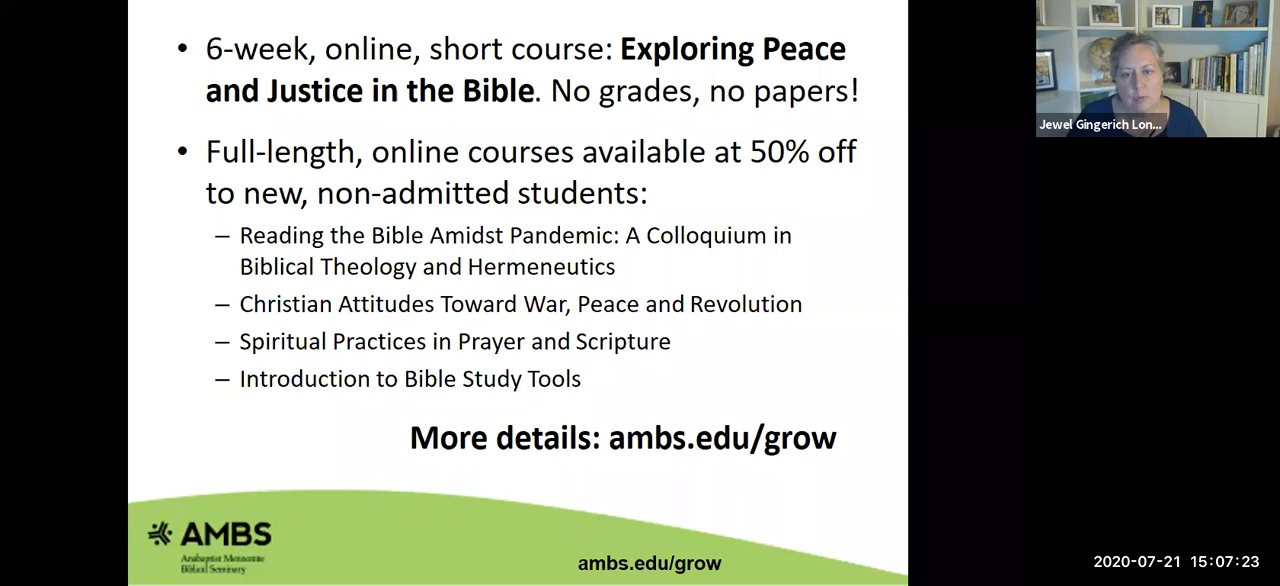 • 6-week, online, short course: Exploring Peace
and Justice in the Bible. No grades, no papers!
• Full-length, online courses available at 50% off
to new, non-admitted students:
– Reading the Bible Amidst Pandemic: A Colloquium in
Biblical Theology and Hermeneutics
– Christian Attitudes Toward War, Peace and Revolution
– Spiritual Practices in Prayer and Scripture
– Introduction to Bible Study Tools
More details: ambs.edu/grow
AMBS
Anabaptist Mennonite
Biblical Seminary
ambs.edu/grow
Jewel Gingerich Lon...
2020-07-21 15:07:23